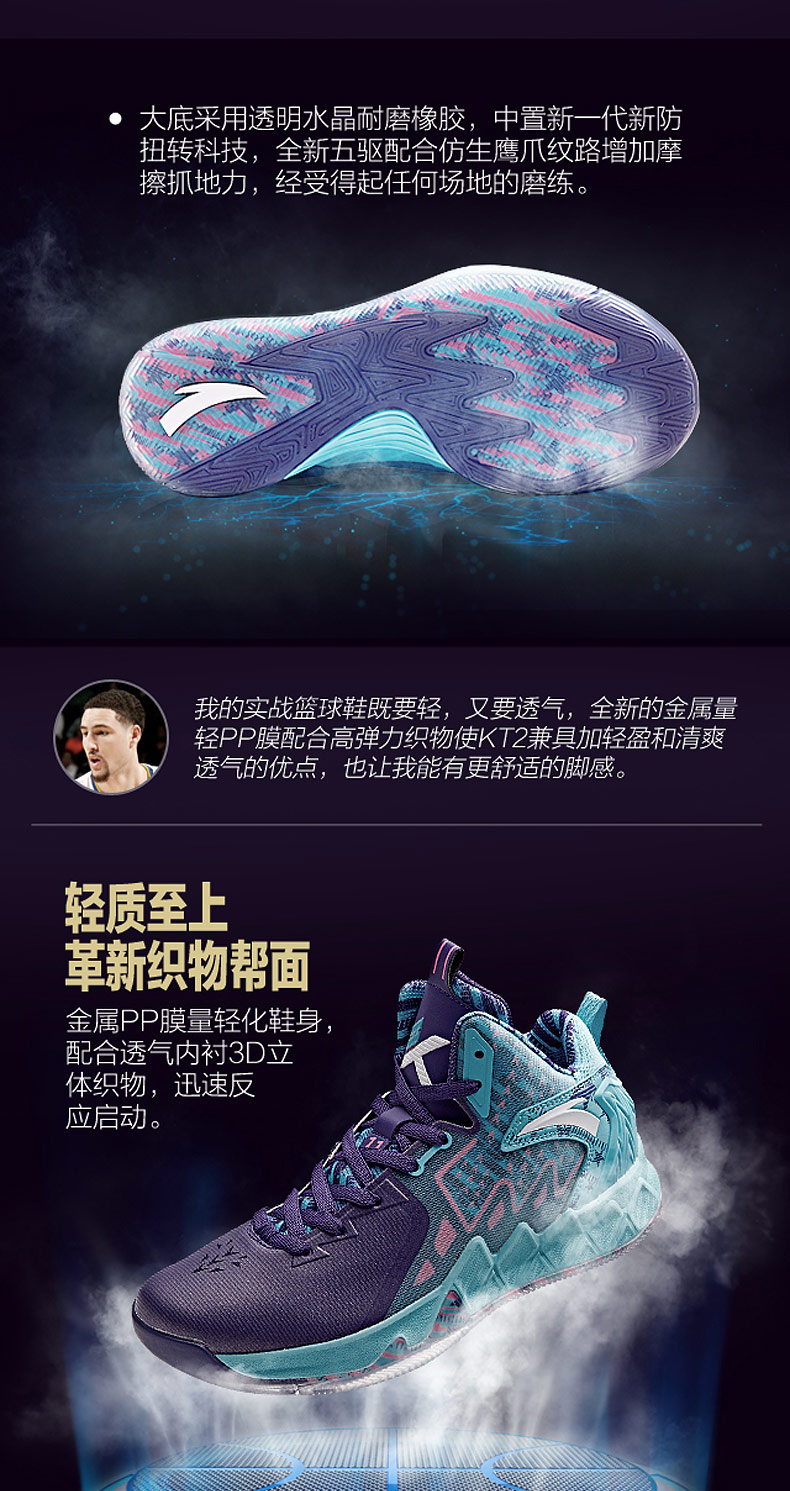 大底采用透明水晶耐磨橡胶，中置新一代新防
扭转科技，全新五驱配合仿生鹰爪纹路增加摩
擦抓地力，经受得起任何场地的磨练。
我的实战篮球鞋既要轻，又要透气，全新的金属量
轻PP膜配合高弹力织物使KT2兼具加轻盈和清爽
透气的优点，也让我能有更舒适的脚感。
轻质至上
革新织物帮面
金属PP膜量轻化鞋身，
配合透气内衬3D立
体织物，迅速反
应启动。
K
11